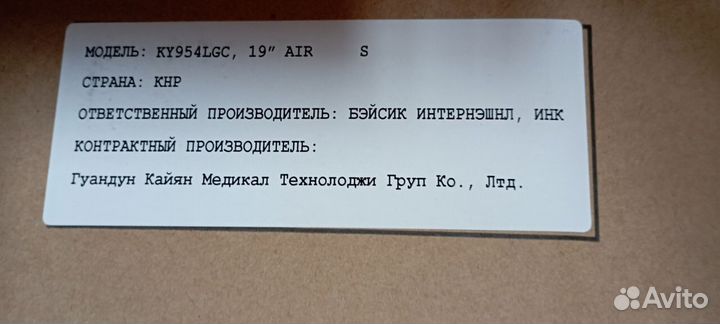 МОДЕЛЬ: KY954LGC, 19” AIR S
СТРАНА: КНР
ОТВЕТСТВЕННЫЙ ПРОИЗВОДИТЕЛЬ: БЭЙСИК ИНТЕРНЭШНЛ, ИНК
КОНТРАКТНЫЙ ПРОИЗВОДИТЕЛЬ:
Гуандун Кайян Медикал Технолоджи Груп Ко., Лтд.
Avito